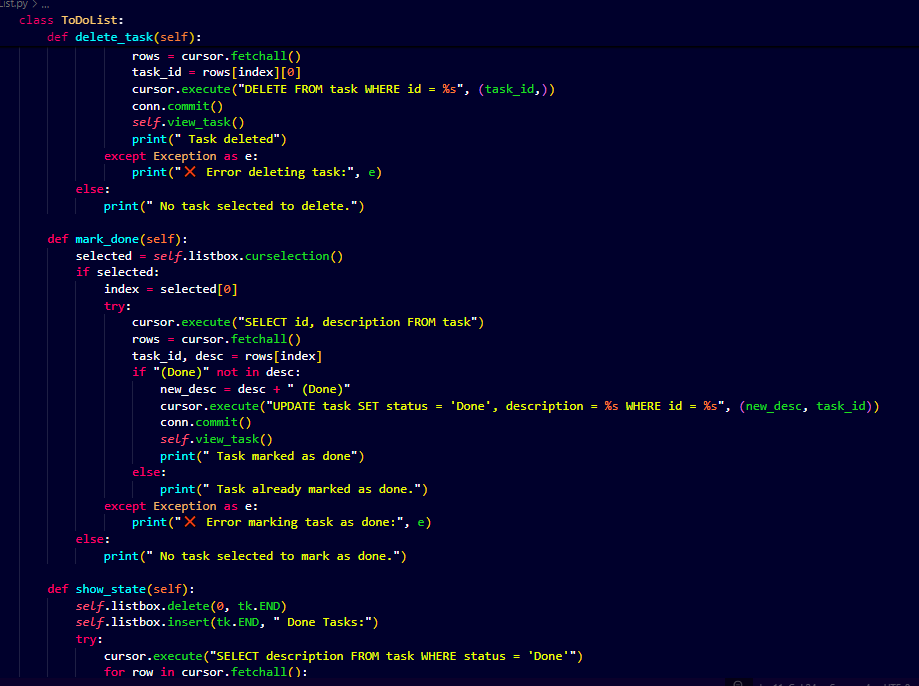 List.py > ...
class ToDoList:
    def delete_task(self):
                rows = cursor.fetchall()
                task_id = rows[index][0]
                cursor.execute("DELETE FROM task WHERE id = %s", (task_id,))
                conn.commit()
                self.view_task()
                print(" Task deleted")
            except Exception as e:
                print("❌ Error deleting task:", e)
        else:
            print(" No task selected to delete.")

    def mark_done(self):
        selected = self.listbox.curselection()
        if selected:
            index = selected[0]
            try:
                cursor.execute("SELECT id, description FROM task")
                rows = cursor.fetchall()
                task_id, desc = rows[index]
                if "(Done)" not in desc:
                    new_desc = desc + " (Done)"
                    cursor.execute("UPDATE task SET status = 'Done', description = %s WHERE id = %s", (new_desc, task_id))
                    conn.commit()
                    self.view_task()
                    print(" Task marked as done")
                else:
                    print(" Task already marked as done.")
            except Exception as e:
                print("❌ Error marking task as done:", e)
        else:
            print(" No task selected to mark as done.")

    def show_state(self):
        self.listbox.delete(0, tk.END)
        self.listbox.insert(tk.END, " Done Tasks:")
        try:
            cursor.execute("SELECT description FROM task WHERE status = 'Done'")
            for row in cursor.fetchall():